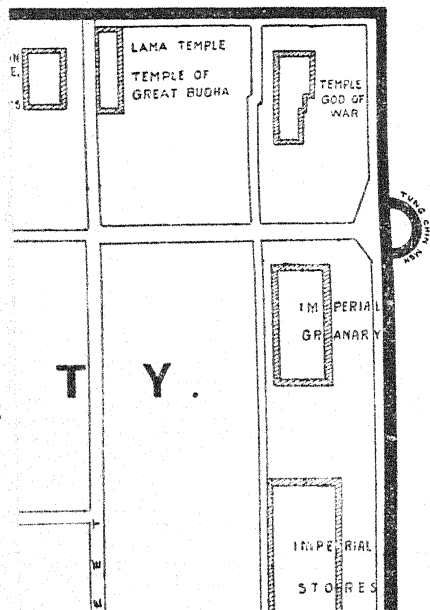 LAMA TEMPLE
TEMPLE OF
GREAT BUDHA
TEMPLE
GOD OF
WAR
TUNG CHIH MEN
IMPERIAL
GRANARY
T Y.
IMPERIAL
STORES